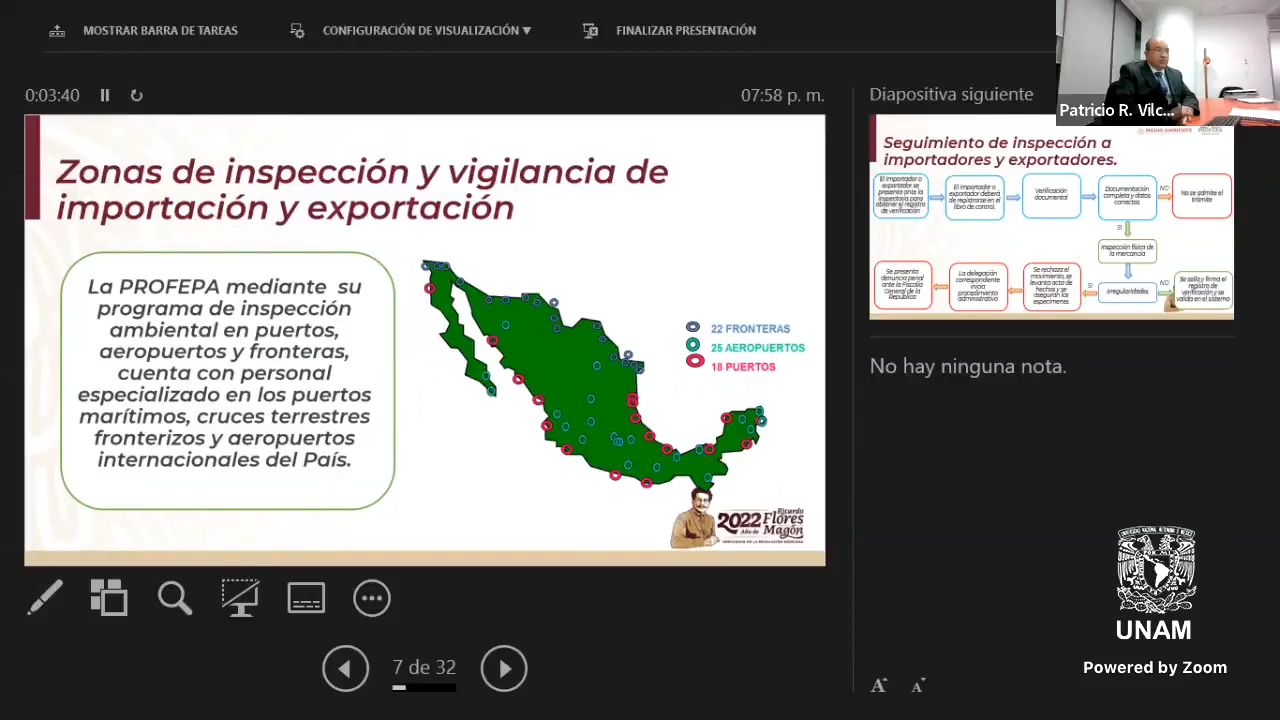 MOSTRAR BARRA DE TAREAS
CONFIGURACIÓN DE VISUALIZACIÓN ▼
FINALIZAR PRESENTACIÓN
Patricio R. Vilc...
0:03:40
07:58 p. m.
Zonas de inspección y vigilancia de
importación y exportación
La PROFEPA mediante su
programa de inspección
ambiental en puertos,
aeropuertos y fronteras,
cuenta con personal
especializado en los puertos
marítimos, cruces terrestres
fronterizos y aeropuertos
internacionales del País.
22 FRONTERAS
25 AEROPUERTOS
18 PUERTOS
2022 Ricardo
Año de Flores
Magón
7 de 32
Diapositiva siguiente
MEDIO AMBIENTE
PROFEPA
Seguimiento de inspección a
importadores y exportadores.
El importador o
exportador se
presenta ante la
inspectoría para
obtener el registro
de verificación
El importador o
exportador deberá
de registrarse en el
libro de control.
Verificación
documental
Documentación
completa y datos
correctos
NO
No se admite el
trámite
SI
Inspección física de
la mercancía
Se presenta
denuncia penal
ante la Fiscalía
General de la
República
La delegación
correspondiente
inicia
procedimiento
administrativo
Se rechaza el
movimiento, se
levanta acta de
hechos y se
aseguran los
especímenes
SI
Irregularidades
NO
Se sella y firma el
registro de
verificación y se
valida en el sistema
No hay ninguna nota.
UNAM
Powered by Zoom